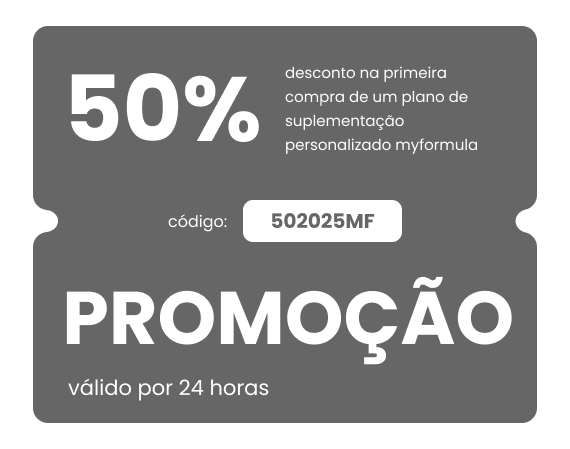 50%
desconto na primeira
compra de um plano de
suplementação
personalizado myformula
código: 502025MF
PROMOÇÃO
válido por 24 horas